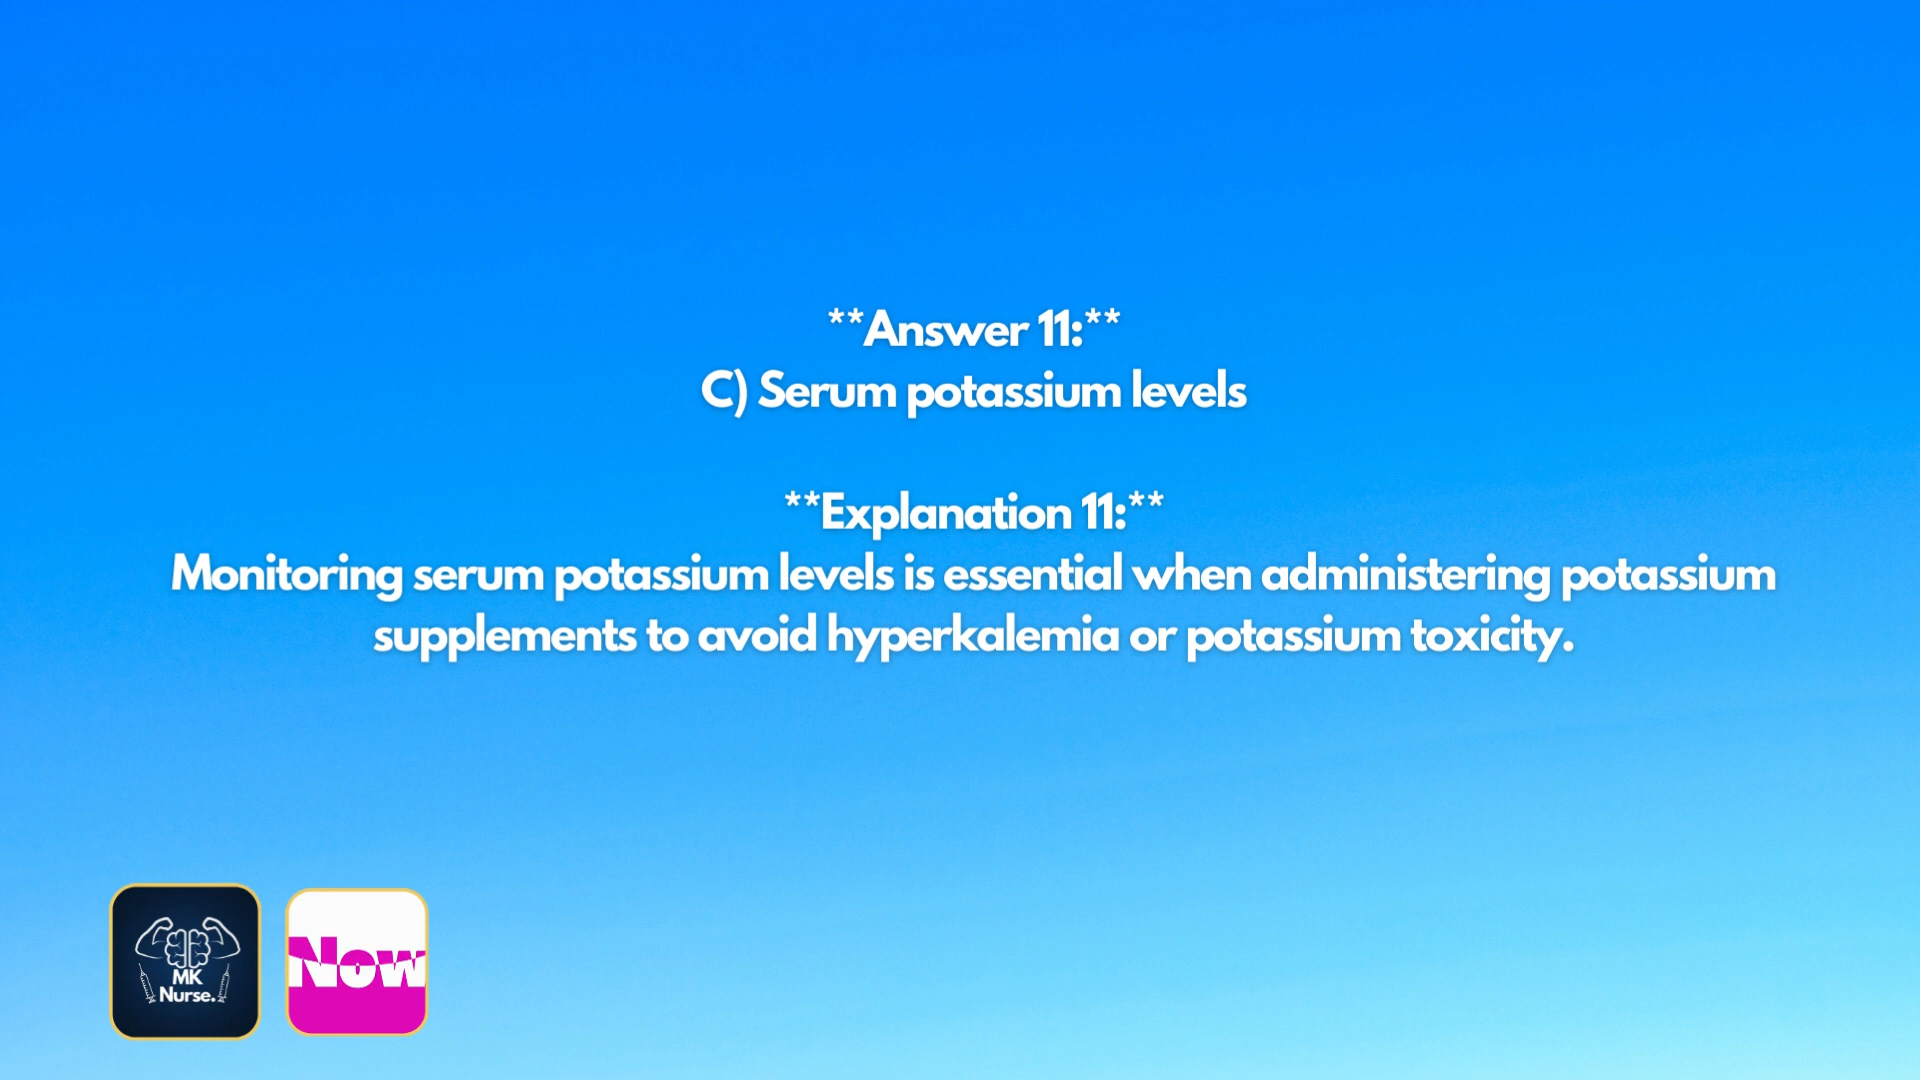 **Answer 11:**
C) Serum potassium levels
**Explanation 11:**
Monitoring serum potassium levels is essential when administering potassium
supplements to avoid hyperkalemia or potassium toxicity.
MK
Nurse.
Now